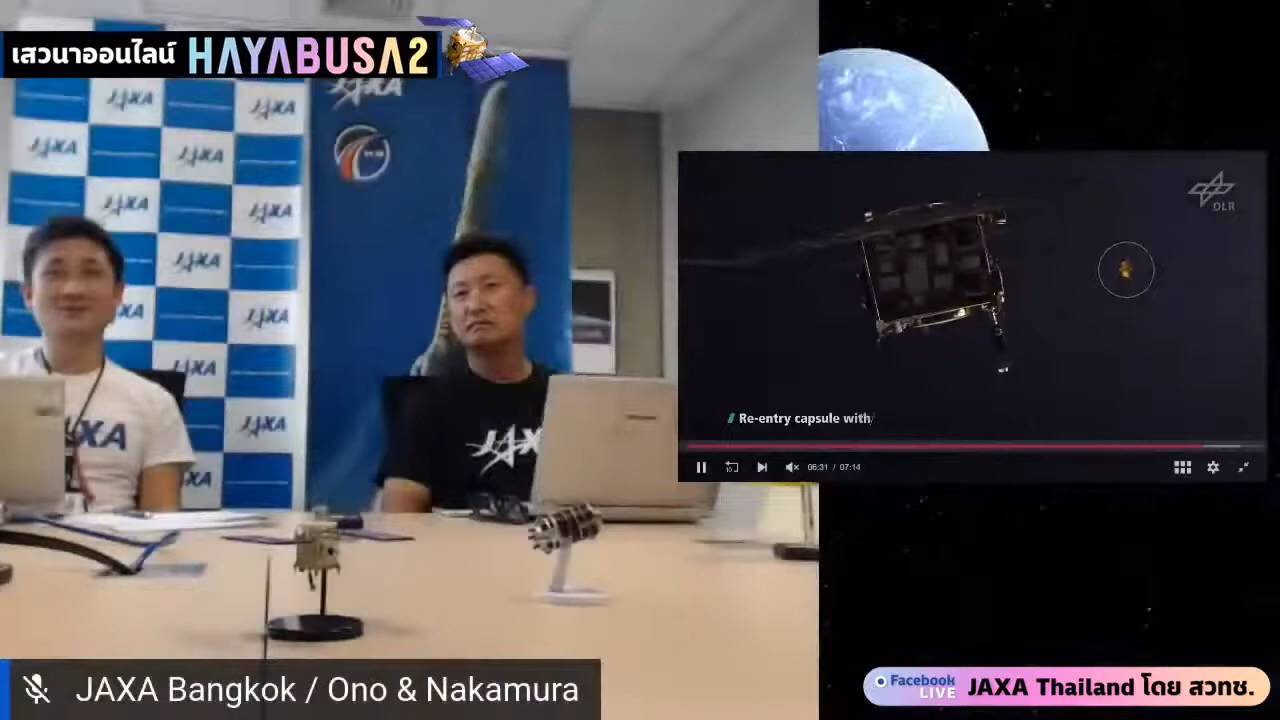 เสวนาออนไลน์ HAYABUSA2
JAXA
JAXA
JAXA
JAXA
JAXA
JAXA
JAXA
JAXA
JAXA
JAXA
JAXA
JAXA
DLR
Re-entry capsule with
06:31 / 07:14
JAXA Bangkok / Ono & Nakamura
Facebook LIVE JAXA Thailand โดย สวทช.